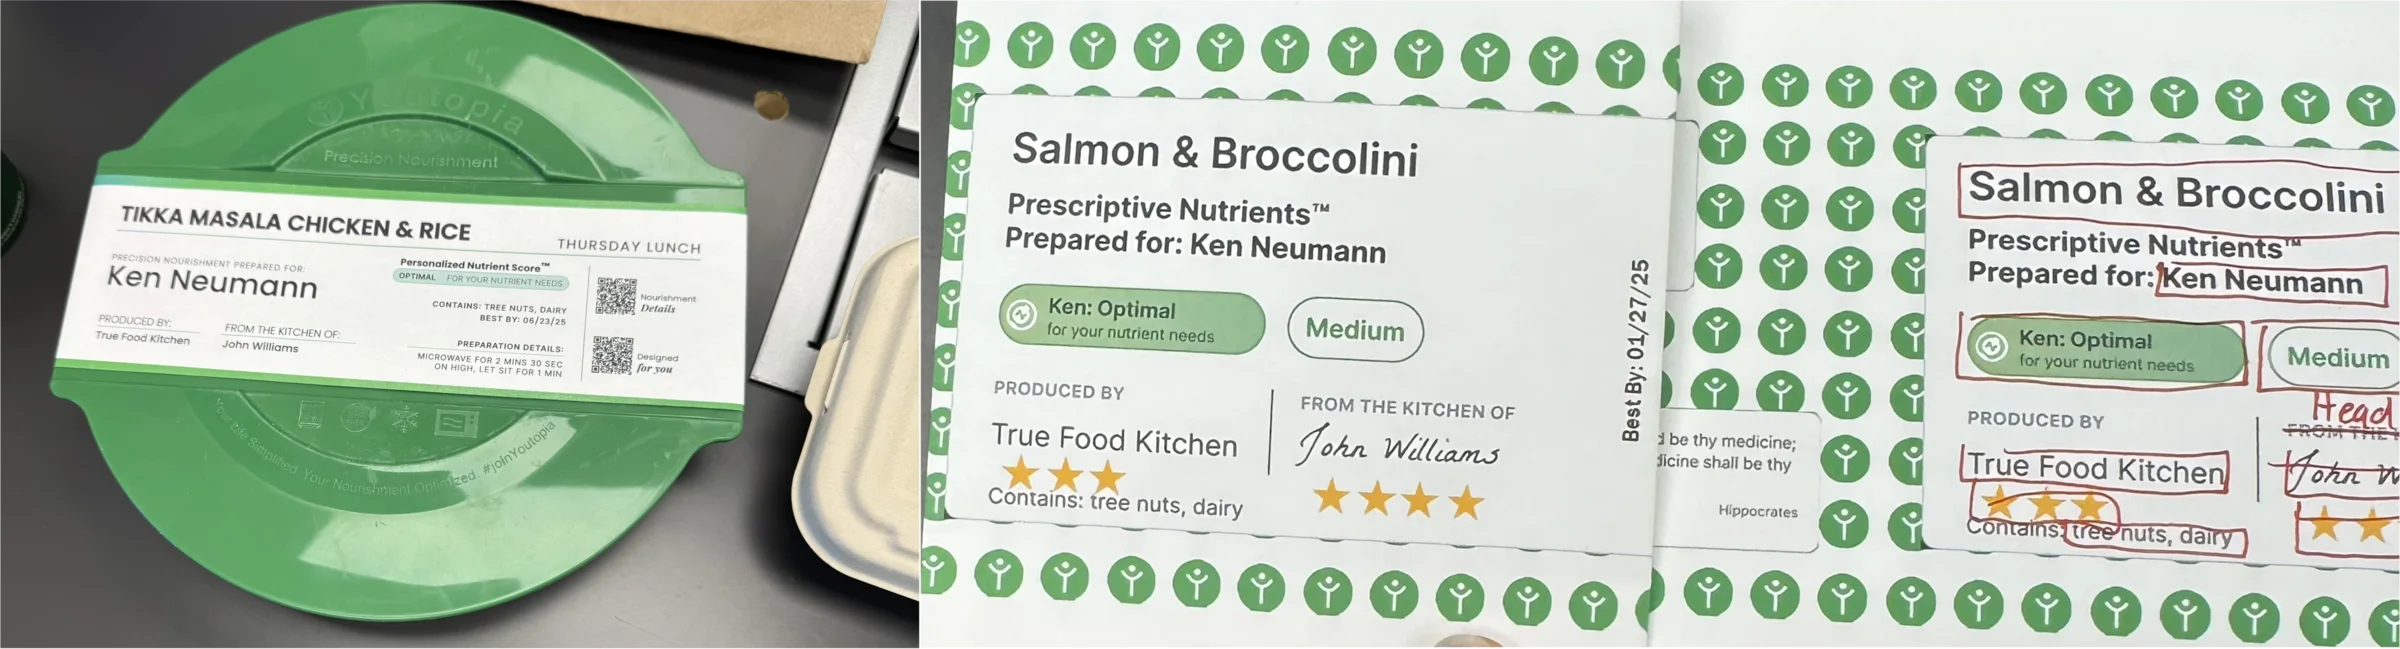 Youtopia
Precision Nourishment
TIKKA MASALA CHICKEN & RICE
THURSDAY LUNCH
PRECISION NOURISHMENT PREPARED FOR:
Ken Neumann
PRODUCED BY:
True Food Kitchen
FROM THE KITCHEN OF:
John Williams
Personalized Nutrient Score™
OPTIMAL FOR YOUR NUTRIENT NEEDS
CONTAINS: TREE NUTS, DAIRY
BEST BY: 06/23/25
PREPARATION DETAILS:
MICROWAVE FOR 2 MINS 30 SEC
ON HIGH, LET SIT FOR 1 MIN
Nourishment
Details
Designed
for you
Your Life Simplified. Your Nourishment Optimized. #joinYoutopia
Salmon & Broccolini
Prescriptive Nutrients™
Prepared for: Ken Neumann
Ken: Optimal
for your nutrient needs
Medium
PRODUCED BY
True Food Kitchen
Contains: tree nuts, dairy
FROM THE KITCHEN OF
John Williams
Best By: 01/27/25
d be thy medicine;
dicine shall be thy
Hippocrates
Salmon & Broccolini
Prescriptive Nutrients™
Prepared for: Ken Neumann
Ken: Optimal
for your nutrient needs
Medium
PRODUCED BY
True Food Kitchen
Contains: tree nuts, dairy
Head
FROM THE
John W